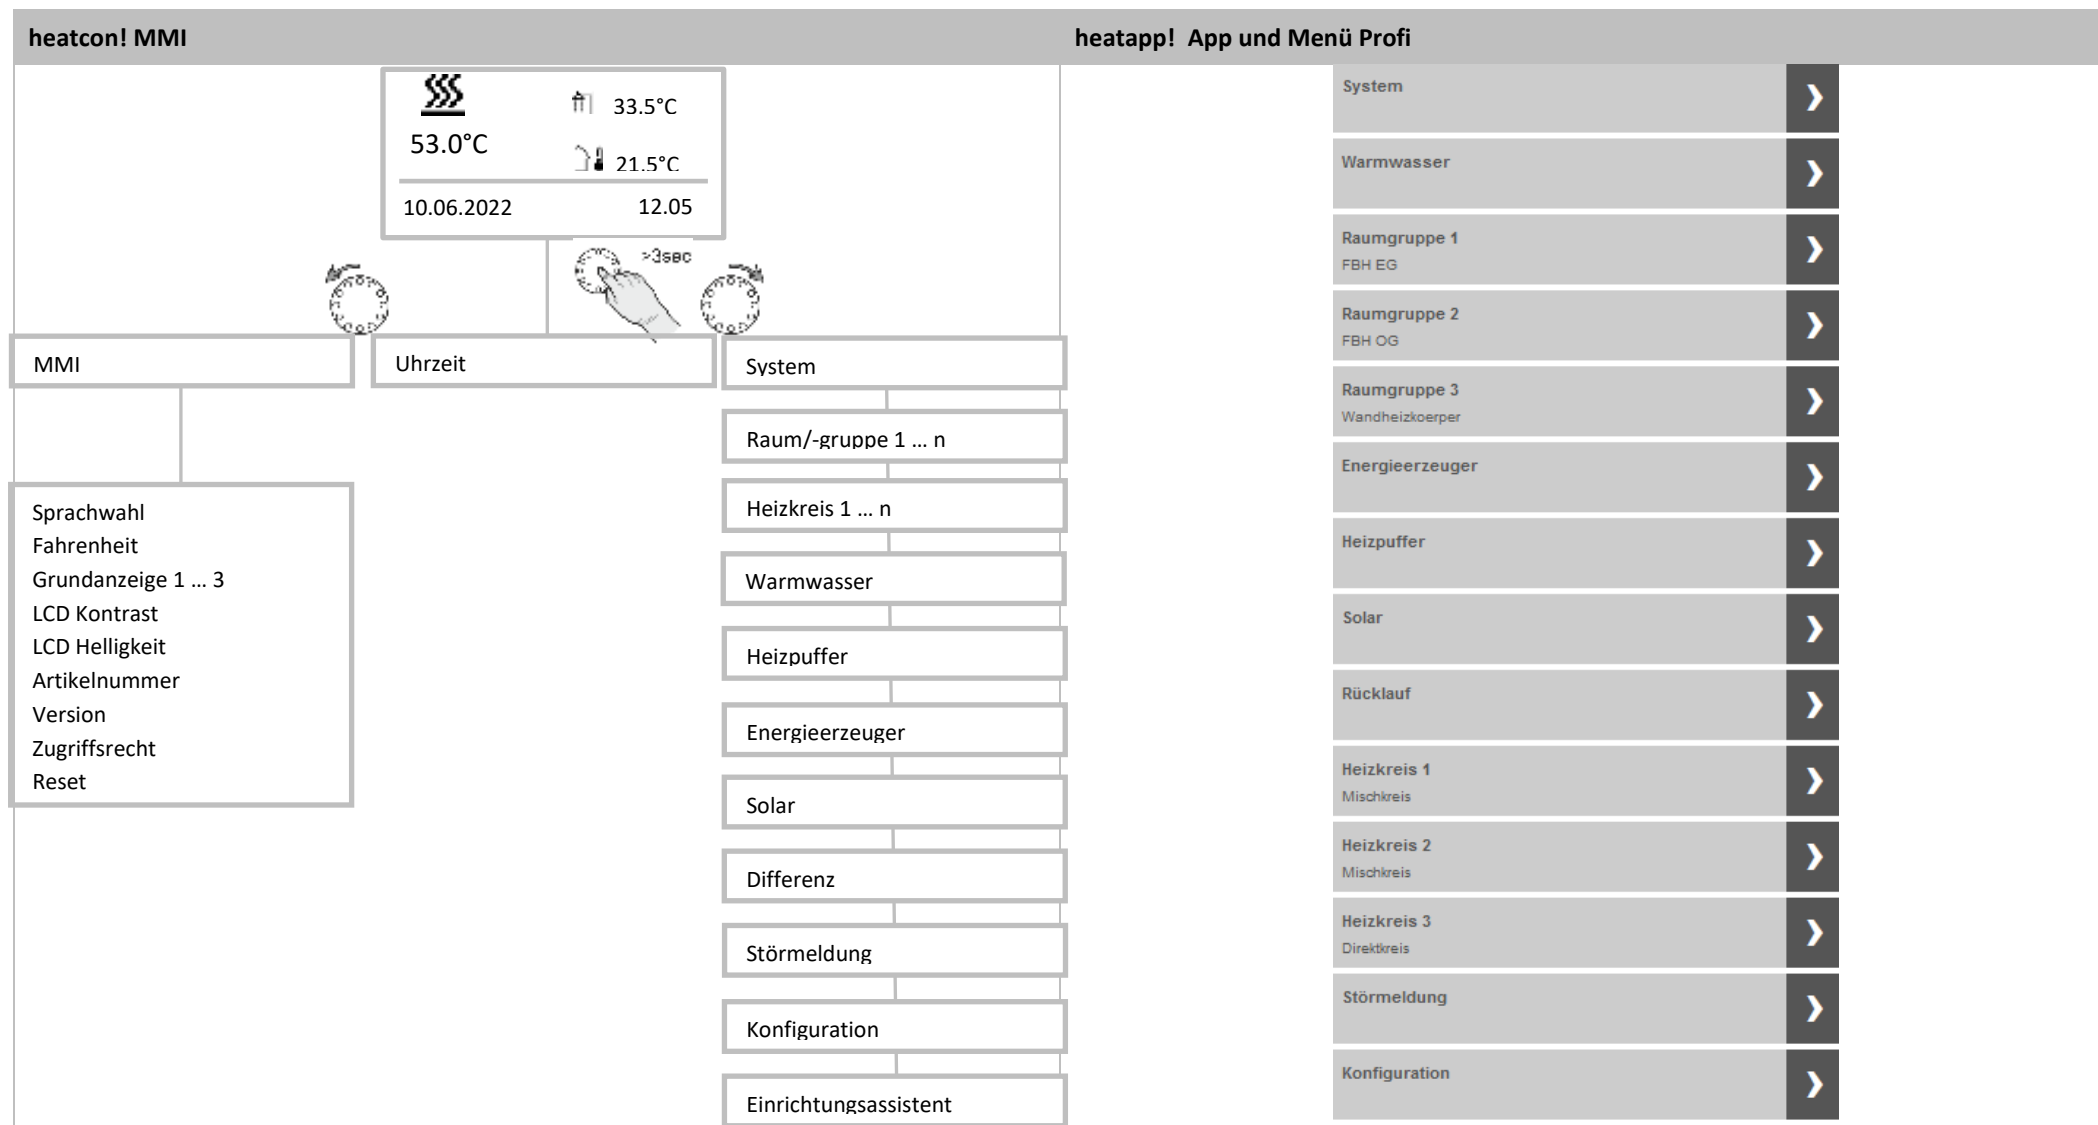 heatcon! MMI
heatapp! App und Menü Profi
53.0°C
33.5°C
21.5°C
10.06.2022 12.05
>3sec
MMI
Uhrzeit
System
Sprachwahl
Fahrenheit
Grundanzeige 1 ... 3
LCD Kontrast
LCD Helligkeit
Artikelnummer
Version
Zugriffsrecht
Reset
Raum/-gruppe 1 ... n
Heizkreis 1 ... n
Warmwasser
Heizpuffer
Energieerzeuger
Solar
Differenz
Störmeldung
Konfiguration
Einrichtungsassistent
System
Warmwasser
Raumgruppe 1
FBH EG
Raumgruppe 2
FBH OG
Raumgruppe 3
Wandheizkoerper
Energieerzeuger
Heizpuffer
Solar
Rücklauf
Heizkreis 1
Mischkreis
Heizkreis 2
Mischkreis
Heizkreis 3
Direktkreis
Störmeldung
Konfiguration